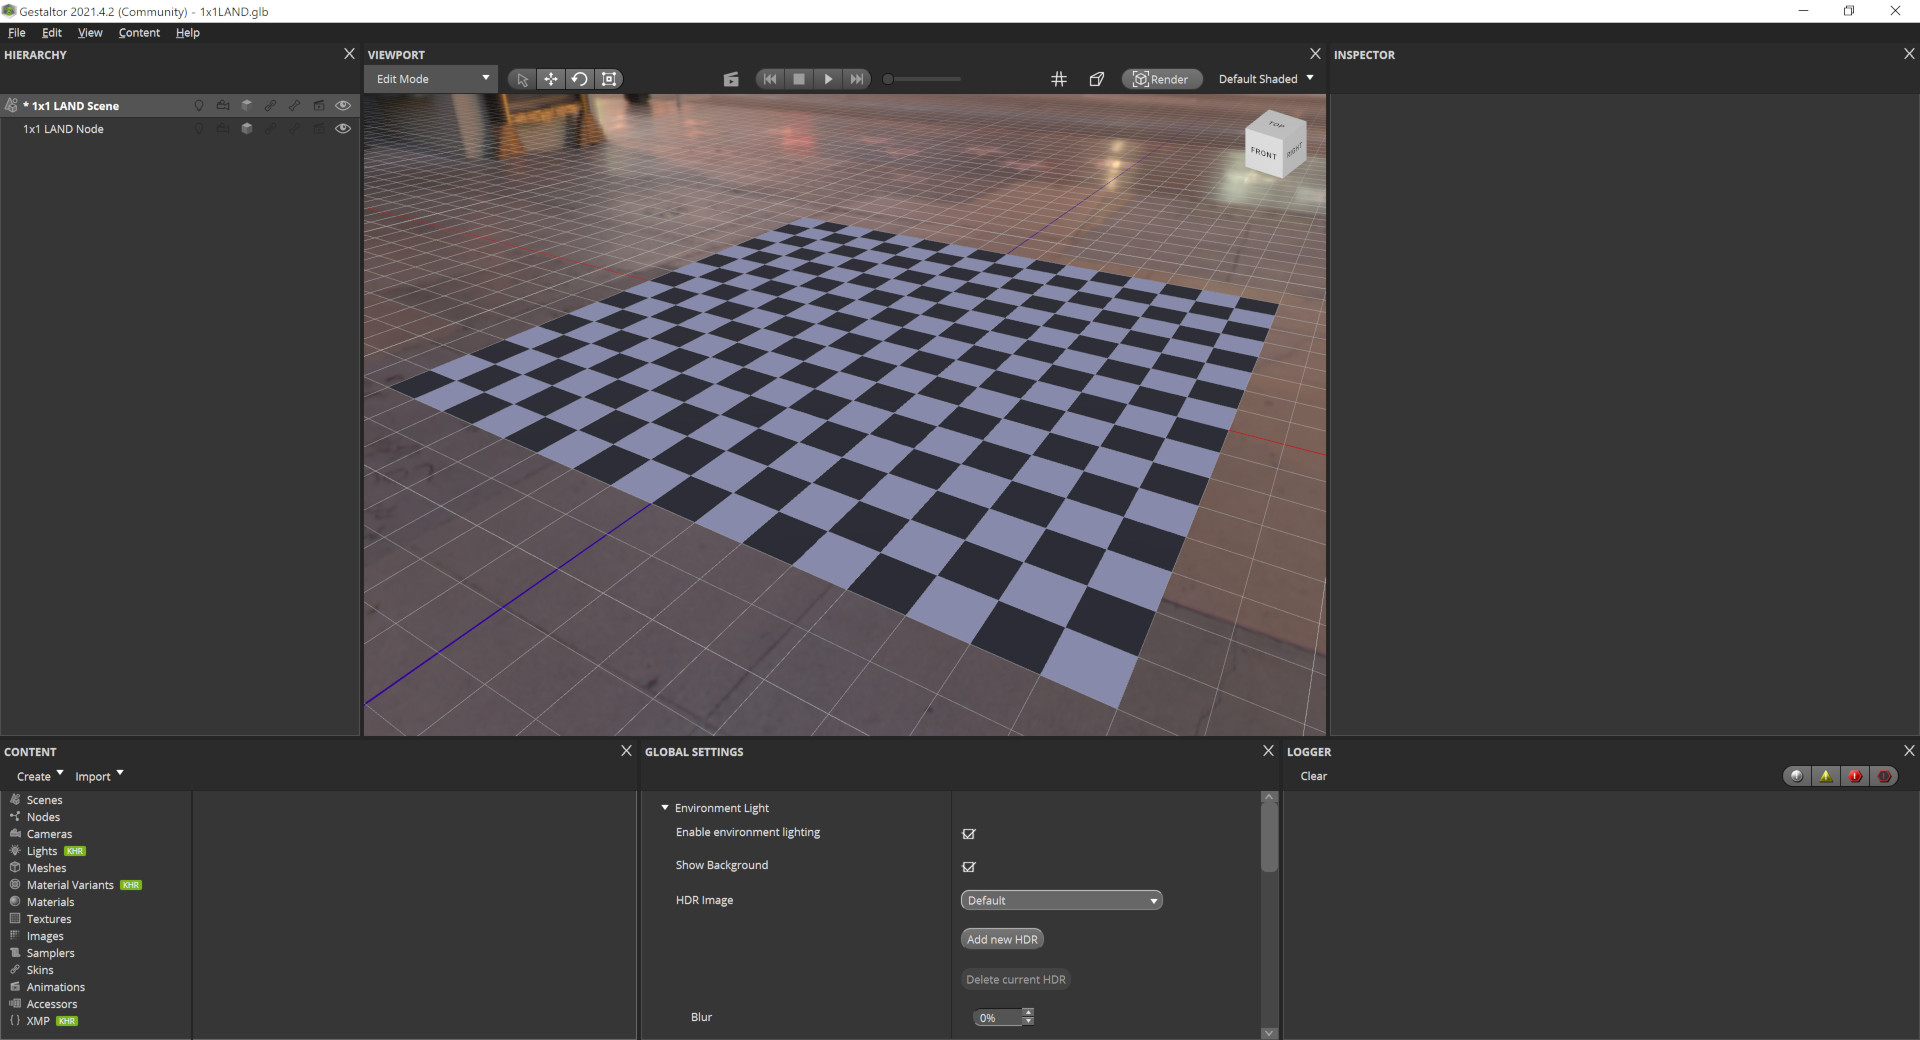 Gestaltor 2021.4.2 (Community) - 1x1LAND.glb
File Edit View Content Help
HIERARCHY
* 1x1 LAND Scene
1x1 LAND Node
VIEWPORT
Edit Mode
Render
Default Shaded
TOP
FRONT
RIGHT
INSPECTOR
CONTENT
Create Import
Scenes
Nodes
Cameras
Lights KHR
Meshes
Material Variants KHR
Materials
Textures
Images
Samplers
Skins
Animations
Accessors
XMP KHR
GLOBAL SETTINGS
Environment Light
Enable environment lighting
Show Background
HDR Image Default
Add new HDR
Delete current HDR
Blur 0%
LOGGER
Clear